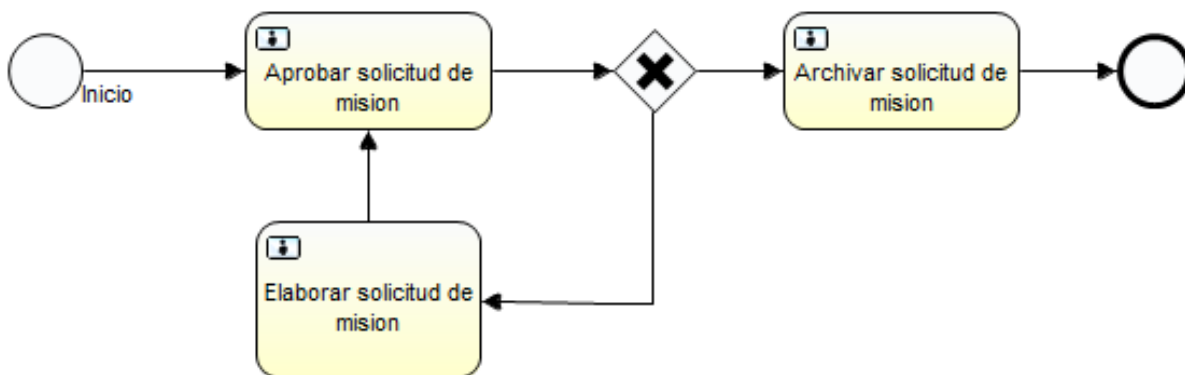 Inicio
Aprobar solicitud de
mision
Archivar solicitud de
mision
Elaborar solicitud de
mision